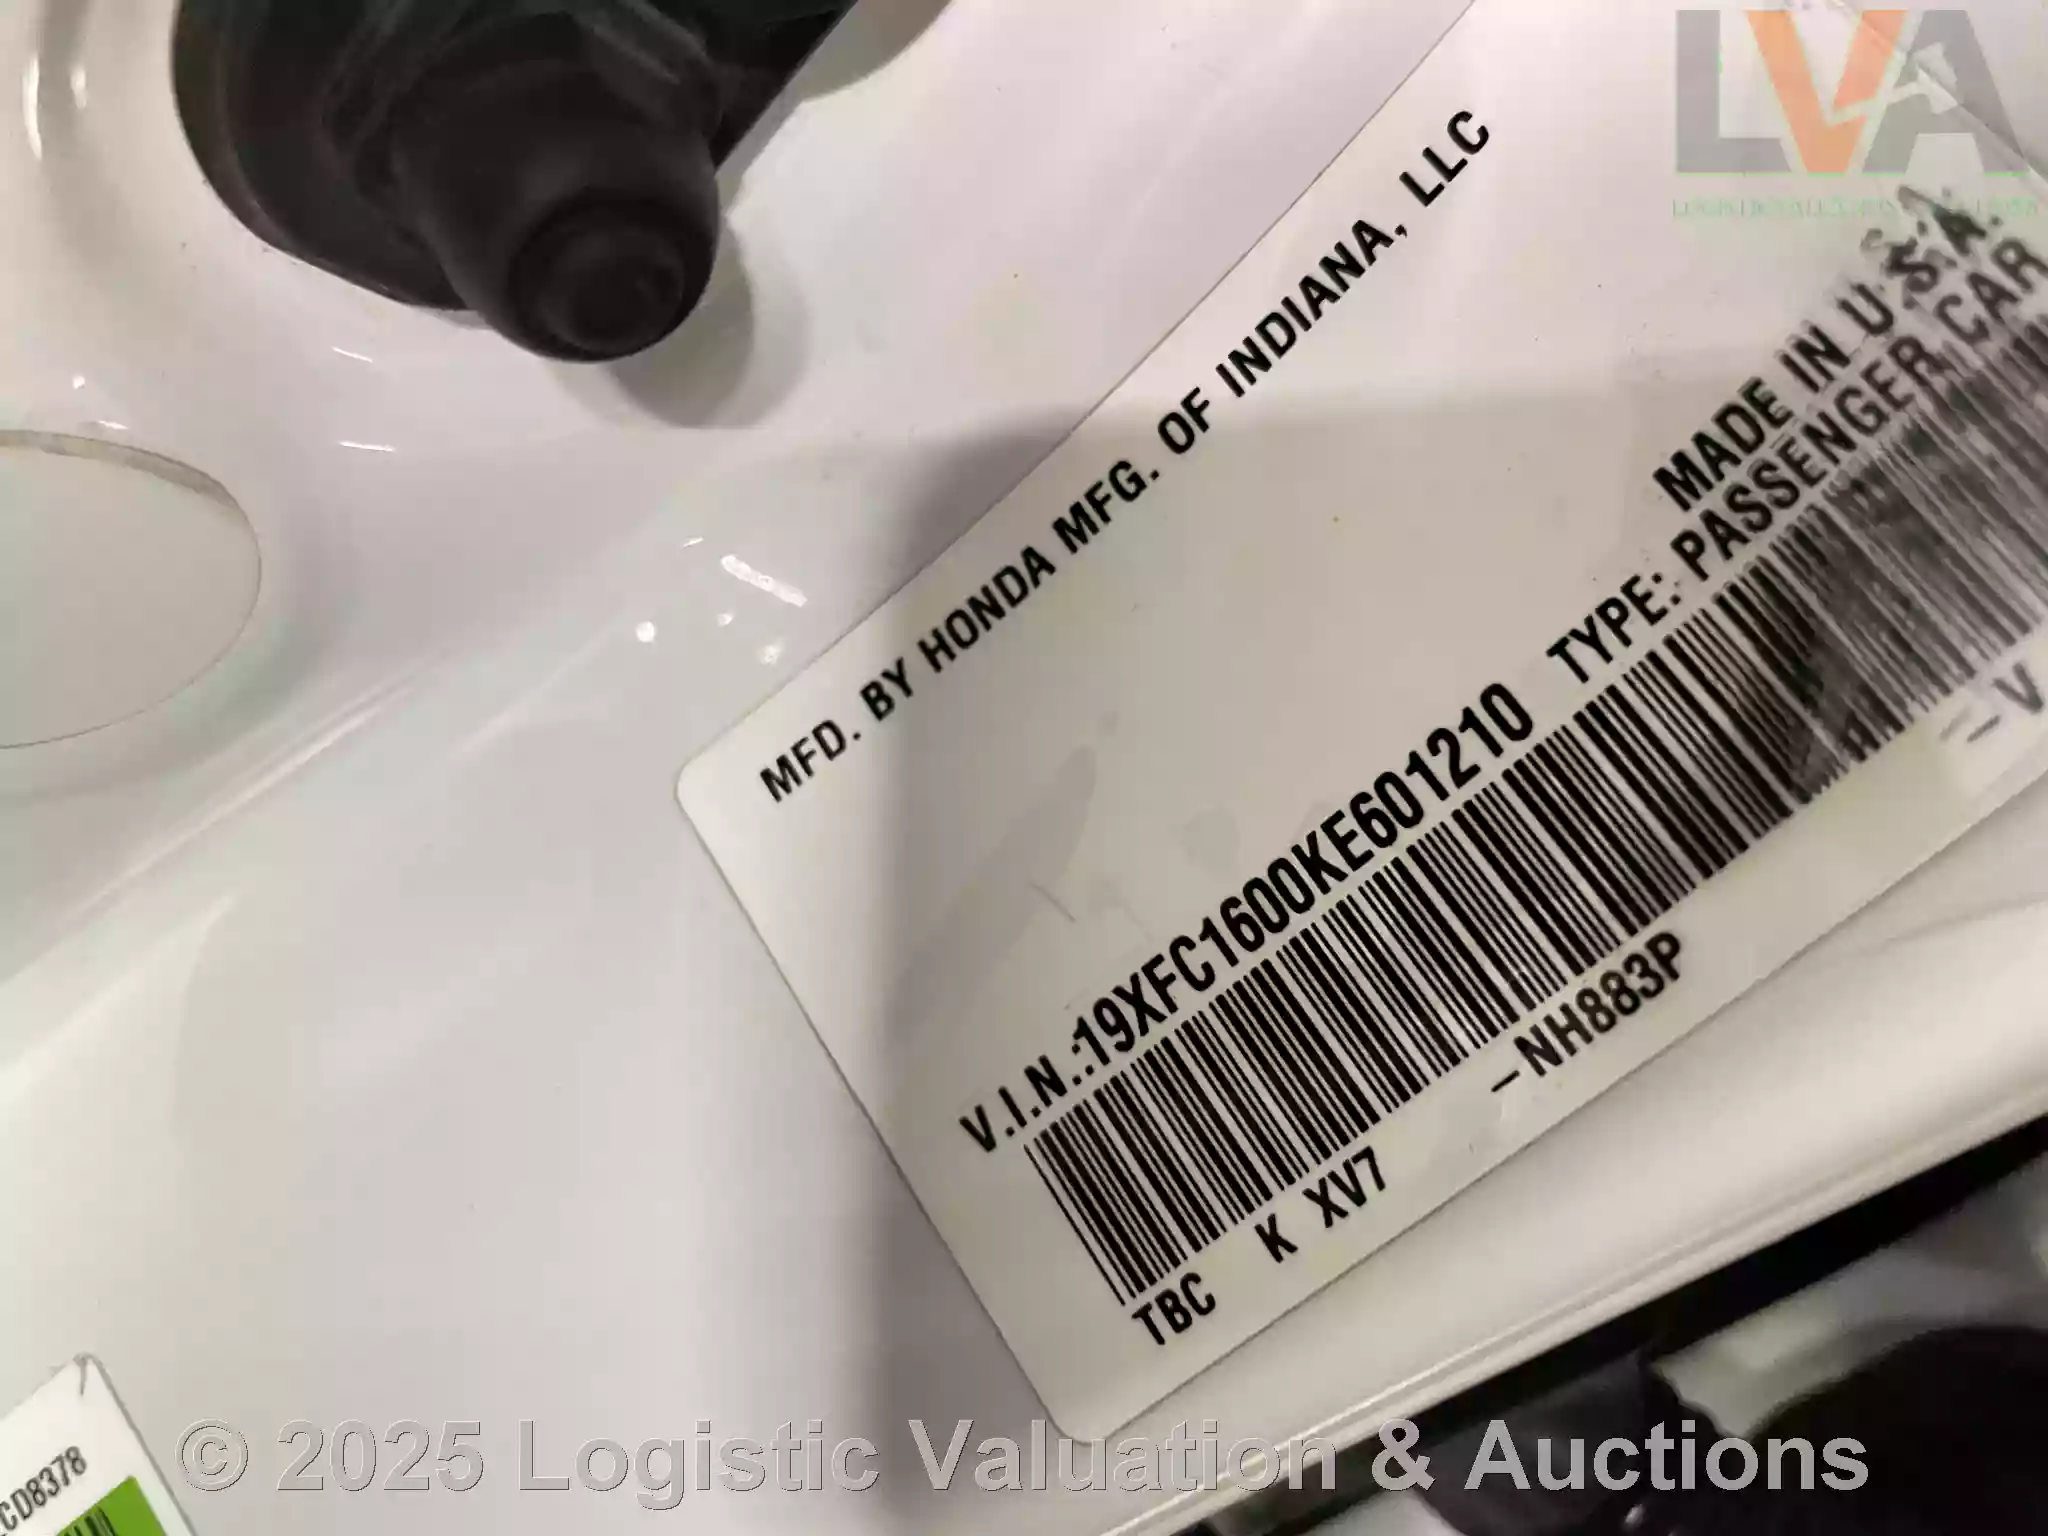 LVA
MFD. BY HONDA MFG. OF INDIANA, LLC
MADE IN U.S.A.
V.I.N.:19XFC1600KE601210 TYPE: PASSENGER CAR
TBC K XV7 –NH883P –V
CD8378
© 2025 Logistic Valuation & Auctions